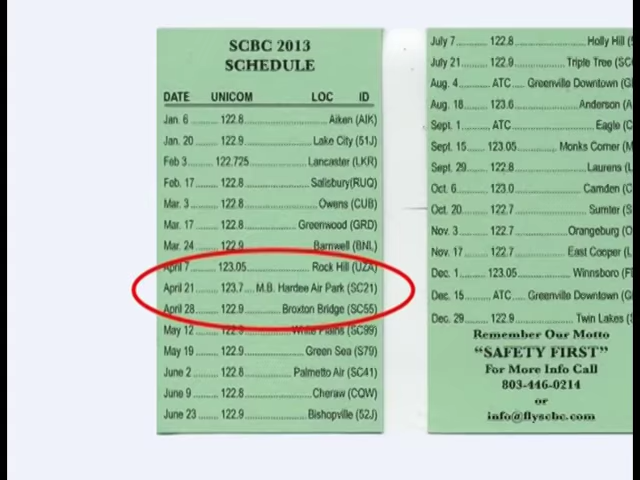 SCBC 2013
SCHEDULE
DATE UNICOM LOC ID
Jan. 6 ........ 122.8 ........ Aiken (AIK)
Jan. 20 ........ 122.9 ........ Lake City (51J)
Feb 3 ........ 122.725 ........ Lancaster (LKR)
Feb. 17 ........ 122.8 ........ Salisbury(RUQ)
Mar. 3 ........ 122.8 ........ Owens (CUB)
Mar. 17 ........ 122.8 ........ Greenwood (GRD)
Mar. 24 ........ 122.9 ........ Barnwell (BNL)
April 7 ........ 123.05 ........ Rock Hill (UZA)
April 21 ........ 123.7 ... M.B. Hardee Air Park (SC21)
April 28 ........ 122.9 ........ Broxton Bridge (SC55)
May 12 ........ 122.9 ........ White Plains (SC99)
May 19 ........ 122.9 ........ Green Sea (S79)
June 2 ........ 122.8 ........ Palmetto Air (SC41)
June 9 ........ 122.8 ........ Cheraw (CQW)
June 23 ........ 122.9 ........ Bishopville (52J)
July 7 ........ 122.8 ........ Holly Hill (
July 21 ........ 122.9 ........ Triple Tree (SC
Aug. 4 ........ ATC ........ Greenville Downtown (G
Aug. 18 ........ 123.6 ........ Anderson (A
Sept. 1 ........ ATC ........ Eagle (C
Sept. 15 ........ 123.05 ........ Monks Corner (M
Sept. 29 ........ 122.8 ........ Laurens (L
Oct. 6 ........ 123.0 ........ Camden (C
Oct. 20 ........ 122.7 ........ Sumter (S
Nov. 3 ........ 122.7 ........ Orangeburg (O
Nov. 17 ........ 122.7 ........ East Cooper (L
Dec. 1 ........ 123.05 ........ Winnsboro (F
Dec. 15 ........ ATC ........ Greenville Downtown (G
Dec. 29 ........ 122.9 ........ Twin Lakes (S
Remember Our Motto
“SAFETY FIRST”
For More Info Call
803-446-0214
or
info@flyscbc.com